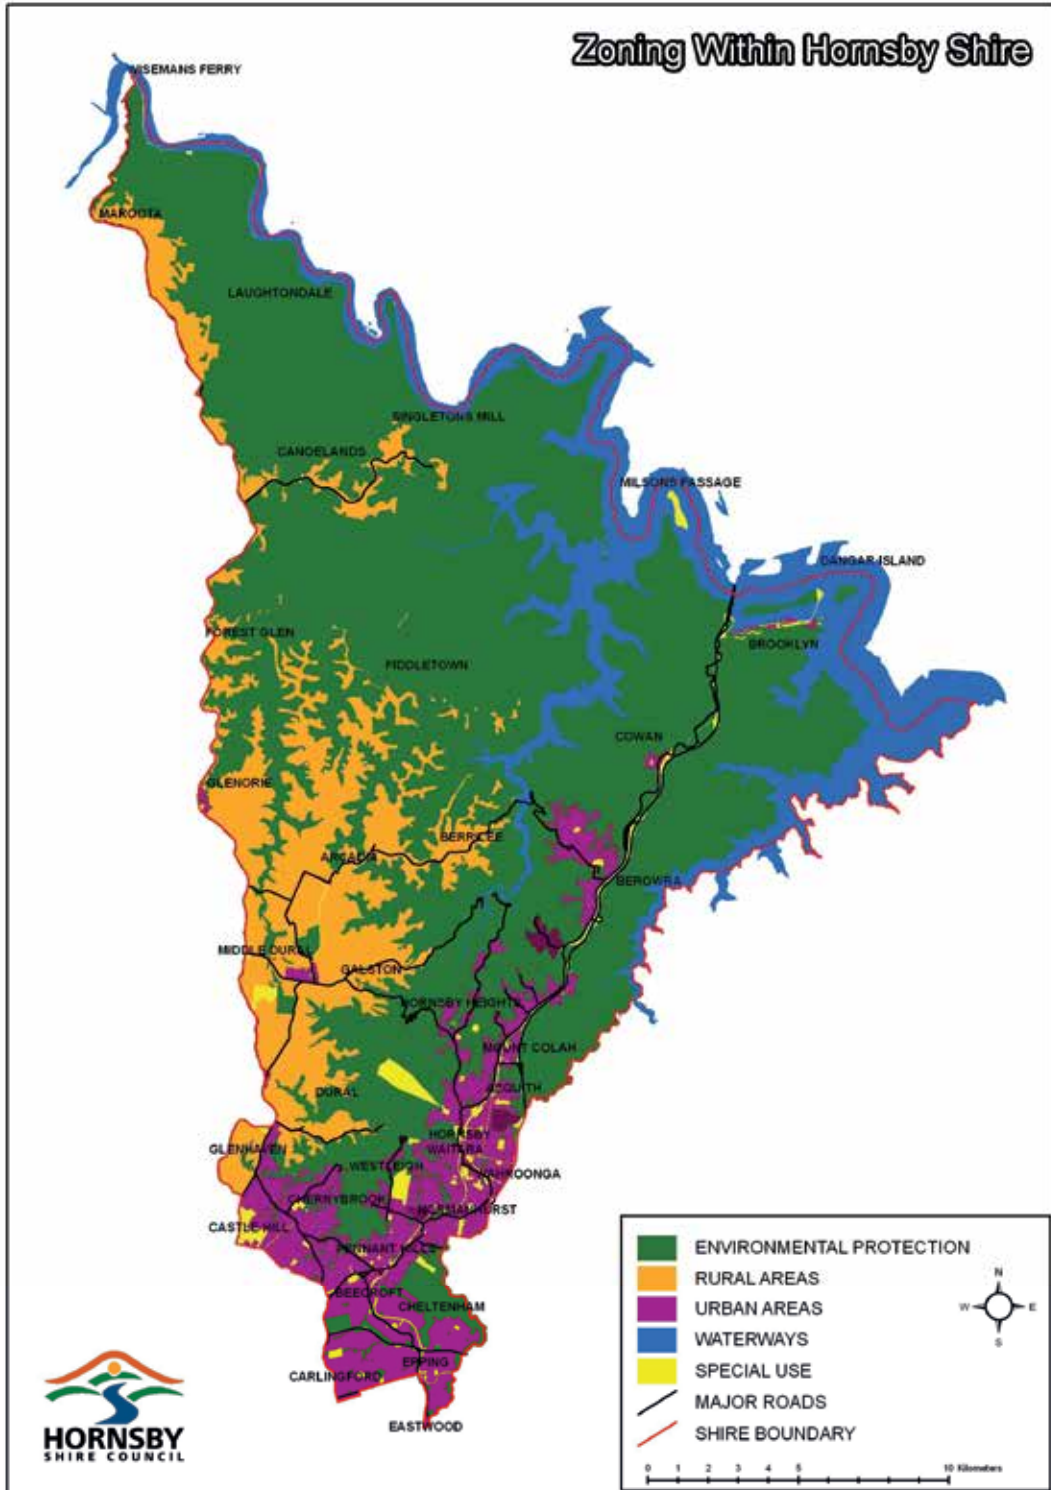 Zoning Within Hornsby Shire
WISEMANS FERRY
MAROOTA
LAUGHTONDALE
SINGLETONS MILL
CANOELANDS
MILSONS PASSAGE
DANGAR ISLAND
FOREST GLEN
BROOKLYN
FIDDLETOWN
COWAN
GLENORIE
BERRILEE
ARCADIA
BEROWRA
MIDDLE DURAL
GALSTON
HORNSBY HEIGHTS
MOUNT COLAH
ASQUITH
DURAL
HORNSBY
GLENHAVEN
WAITARA
WESTLEIGH
WAHROONGA
CHERRYBROOK
NORMANHURST
CASTLE HILL
PENNANT HILLS
BEECROFT
CHELTENHAM
EPPING
CARLINGFORD
EASTWOOD
ENVIRONMENTAL PROTECTION
RURAL AREAS
URBAN AREAS
WATERWAYS
SPECIAL USE
MAJOR ROADS
SHIRE BOUNDARY
N
W E
S
0 1 2 3 4 5 10 Kilometers
HORNSBY
SHIRE COUNCIL